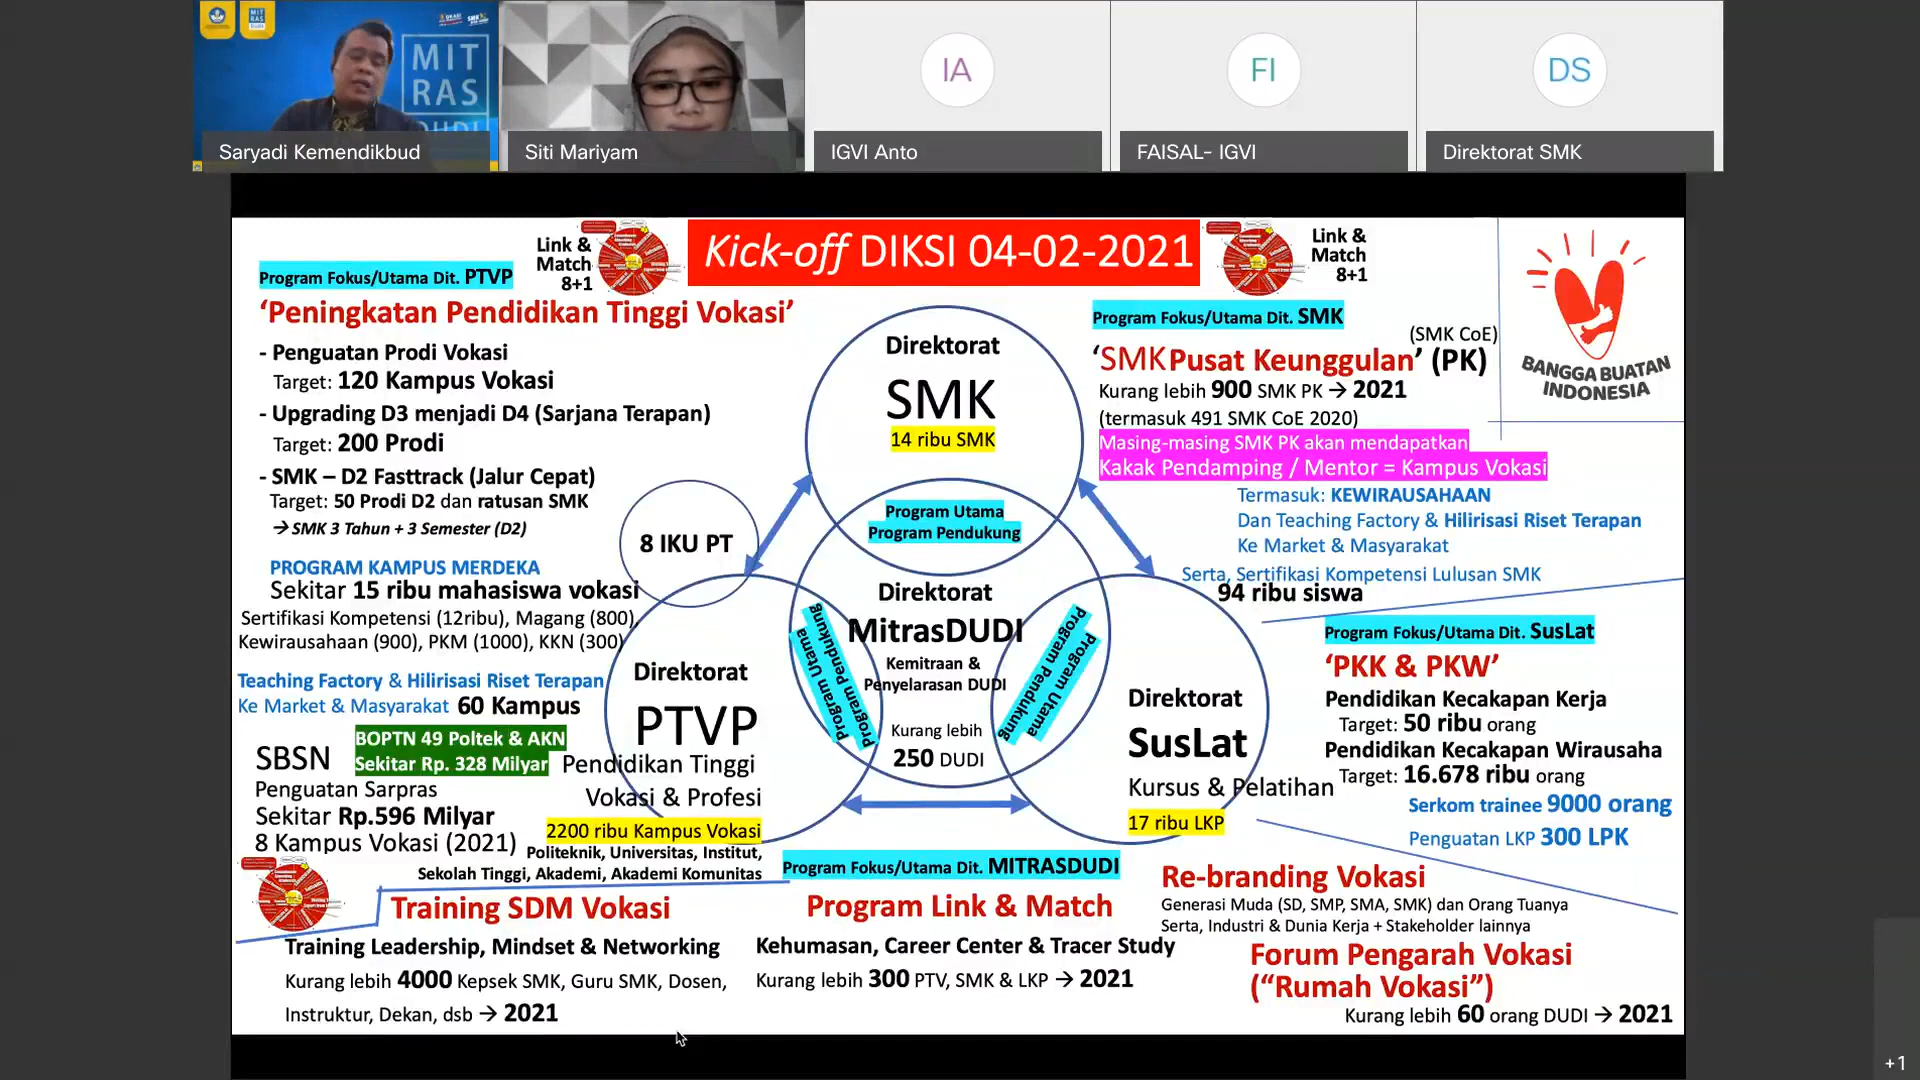 MIT
RAS
DUDI
Saryadi Kemendikbud
Siti Mariyam
IA
IGVI Anto
FI
FAISAL- IGVI
DS
Direktorat SMK
Link &
Match
8+1
Kick-off DIKSI 04-02-2021
Link &
Match
8+1
Program Fokus/Utama Dit. PTVP
‘Peningkatan Pendidikan Tinggi Vokasi’
- Penguatan Prodi Vokasi
Target: 120 Kampus Vokasi
- Upgrading D3 menjadi D4 (Sarjana Terapan)
Target: 200 Prodi
- SMK – D2 Fasttrack (Jalur Cepat)
Target: 50 Prodi D2 dan ratusan SMK
→ SMK 3 Tahun + 3 Semester (D2)
PROGRAM KAMPUS MERDEKA
Sekitar 15 ribu mahasiswa vokasi
Sertifikasi Kompetensi (12ribu), Magang (800),
Kewirausahaan (900), PKM (1000), KKN (300)
Teaching Factory & Hilirisasi Riset Terapan
Ke Market & Masyarakat 60 Kampus
SBSN
BOPTN 49 Poltek & AKN
Sekitar Rp. 328 Milyar
Penguatan Sarpras
Sekitar Rp.596 Milyar
8 Kampus Vokasi (2021)
Direktorat
SMK
14 ribu SMK
Program Utama
Program Pendukung
8 IKU PT
Direktorat
MitrasDUDI
Kemitraan &
Penyelarasan DUDI
Kurang lebih
250 DUDI
Program Utama
Program Pendukung
Program Utama
Program Pendukung
Direktorat
PTVP
Pendidikan Tinggi
Vokasi & Profesi
2200 ribu Kampus Vokasi
Politeknik, Universitas, Institut,
Sekolah Tinggi, Akademi, Akademi Komunitas
Direktorat
SusLat
Kursus & Pelatihan
17 ribu LKP
Program Fokus/Utama Dit. SMK
(SMK CoE)
‘SMK Pusat Keunggulan’ (PK)
Kurang lebih 900 SMK PK → 2021
(termasuk 491 SMK CoE 2020)
Masing-masing SMK PK akan mendapatkan
Kakak Pendamping / Mentor = Kampus Vokasi
Termasuk: KEWIRAUSAHAAN
Dan Teaching Factory & Hilirisasi Riset Terapan
Ke Market & Masyarakat
Serta, Sertifikasi Kompetensi Lulusan SMK
94 ribu siswa
BANGGA BUATAN
INDONESIA
Program Fokus/Utama Dit. SusLat
‘PKK & PKW’
Pendidikan Kecakapan Kerja
Target: 50 ribu orang
Pendidikan Kecakapan Wirausaha
Target: 16.678 ribu orang
Serkom trainee 9000 orang
Penguatan LKP 300 LPK
Training SDM Vokasi
Training Leadership, Mindset & Networking
Kurang lebih 4000 Kepsek SMK, Guru SMK, Dosen,
Instruktur, Dekan, dsb → 2021
Program Fokus/Utama Dit. MITRASDUDI
Program Link & Match
Kehumasan, Career Center & Tracer Study
Kurang lebih 300 PTV, SMK & LKP → 2021
Re-branding Vokasi
Generasi Muda (SD, SMP, SMA, SMK) dan Orang Tuanya
Serta, Industri & Dunia Kerja + Stakeholder lainnya
Forum Pengarah Vokasi
(“Rumah Vokasi”)
Kurang lebih 60 orang DUDI → 2021
+1